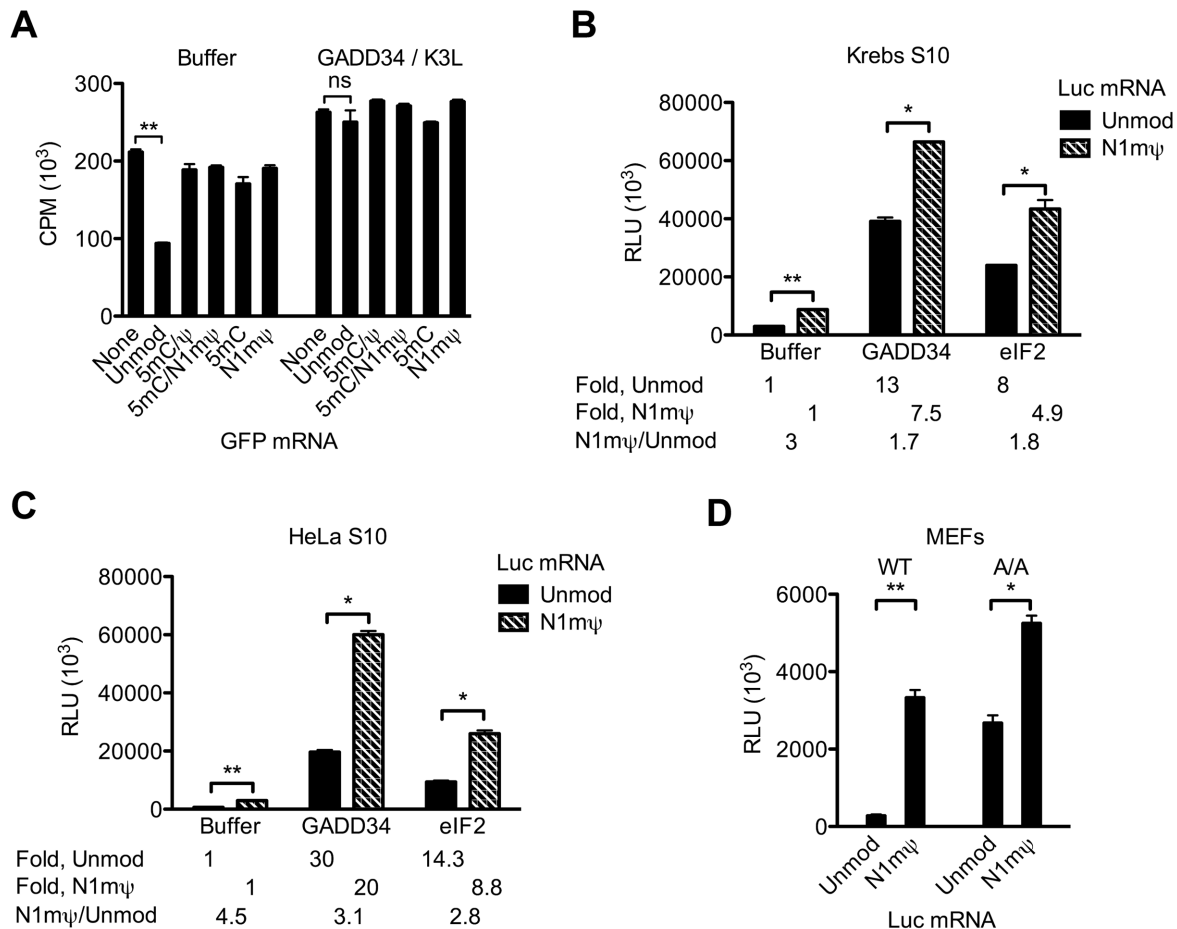 A
Buffer
GADD34 / K3L
ns
**
300
200
100
0
CPM (10³)
None
Unmod
5mC/ψ
5mC/N1mψ
5mC
N1mψ
None
Unmod
5mC/ψ
5mC/N1mψ
5mC
N1mψ
GFP mRNA
B
Krebs S10
Luc mRNA
Unmod
N1mψ
80000
60000
40000
20000
0
RLU (10³)
**
*
*
Buffer GADD34 eIF2
Fold, Unmod 1 13 8
Fold, N1mψ 1 7.5 4.9
N1mψ/Unmod 3 1.7 1.8
C
HeLa S10
Luc mRNA
Unmod
N1mψ
80000
60000
40000
20000
0
RLU (10³)
**
*
*
Buffer GADD34 eIF2
Fold, Unmod 1 30 14.3
Fold, N1mψ 1 20 8.8
N1mψ/Unmod 4.5 3.1 2.8
D
MEFs
WT A/A
** *
6000
4000
2000
0
RLU (10³)
Unmod
N1mψ
Unmod
N1mψ
Luc mRNA